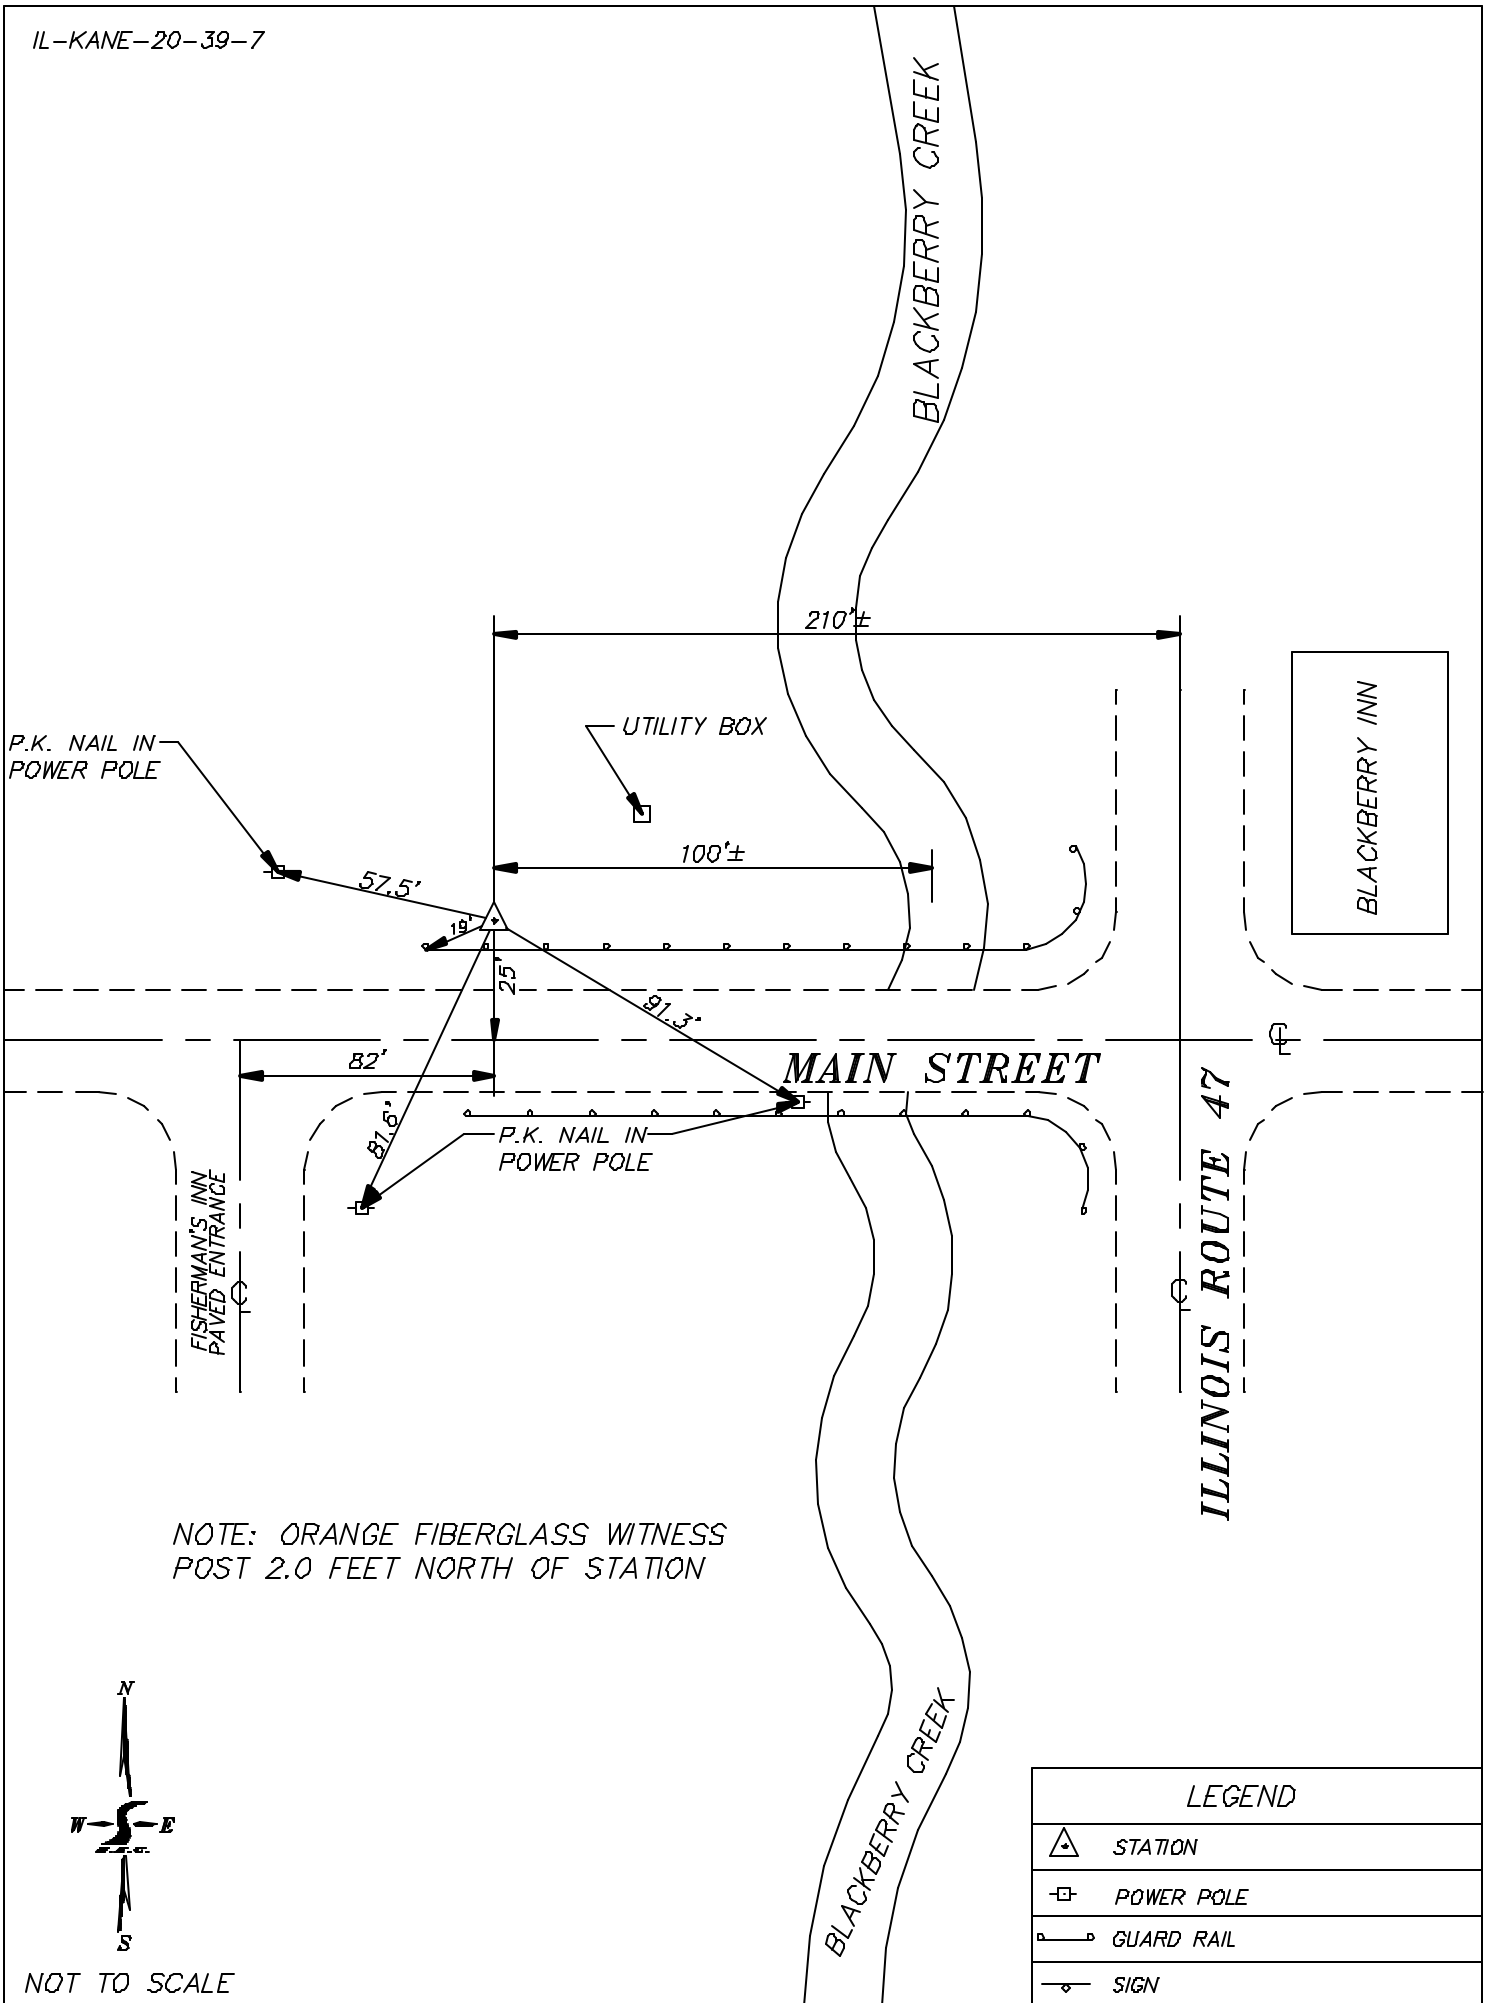 IL-KANE-20-39-7
BLACKBERRY CREEK
210'±
P.K. NAIL IN
POWER POLE
UTILITY BOX
BLACKBERRY INN
100'±
57.5'
19'
25'
91.3'
82'
MAIN STREET
81.6'
P.K. NAIL IN
POWER POLE
FISHERMAN'S INN
PAVED ENTRANCE
ILLINOIS ROUTE 47
NOTE: ORANGE FIBERGLASS WITNESS
POST 2.0 FEET NORTH OF STATION
BLACKBERRY CREEK
N
W
E
S
NOT TO SCALE
LEGEND
STATION
POWER POLE
GUARD RAIL
SIGN